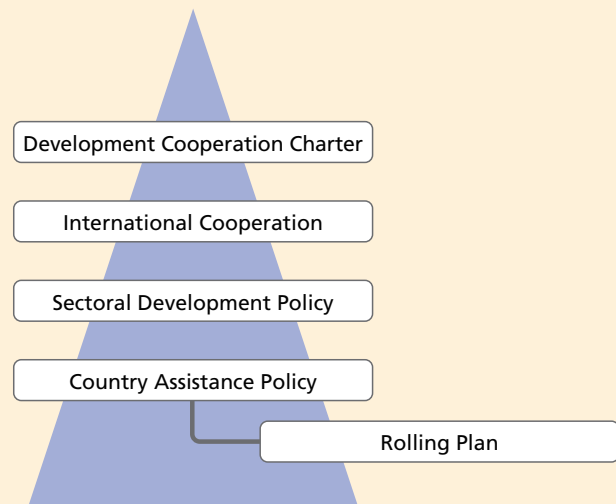 Development Cooperation Charter
International Cooperation
Sectoral Development Policy
Country Assistance Policy
Rolling Plan